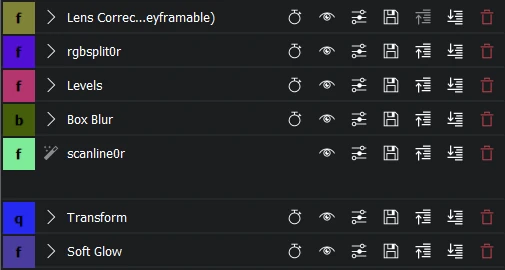 f Lens Correc...eyframable)
f rgbsplit0r
f Levels
b Box Blur
f scanline0r
q Transform
f Soft Glow